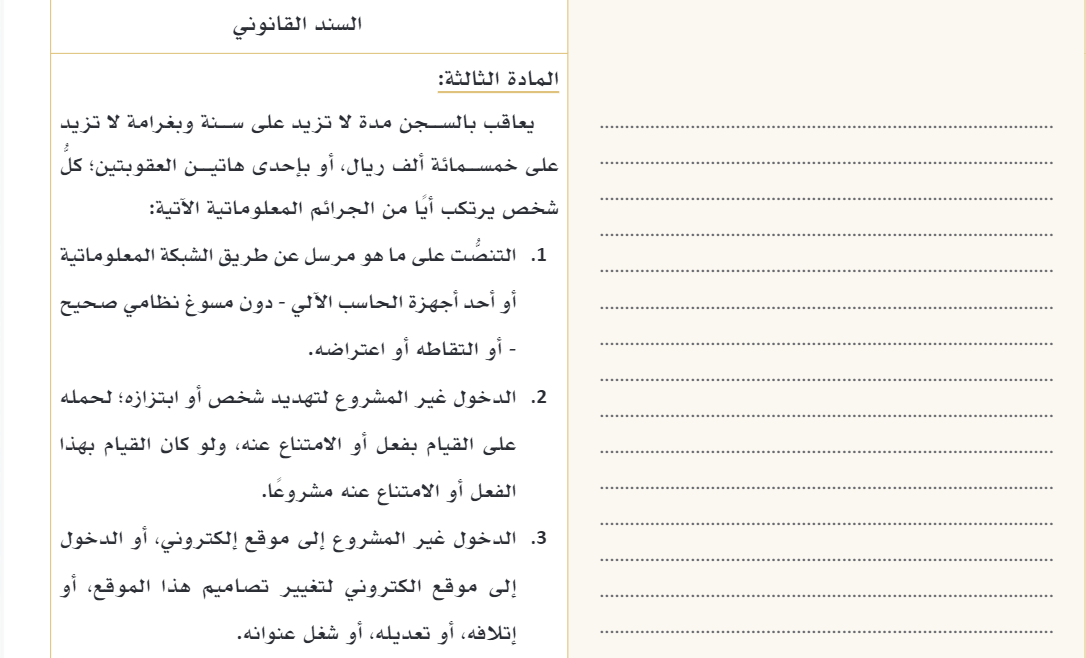 السند القانوني
المادة الثالثة:
يعاقب بالسجن مدة لا تزيد على سنة وبغرامة لا تزيد
على خمسمائة ألف ريال، أو بإحدى هاتين العقوبتين؛ كلُّ
شخص يرتكب أيًا من الجرائم المعلوماتية الآتية:
1. التنصُّت على ما هو مرسل عن طريق الشبكة المعلوماتية
أو أحد أجهزة الحاسب الآلي - دون مسوغ نظامي صحيح
- أو التقاطه أو اعتراضه.
2. الدخول غير المشروع لتهديد شخص أو ابتزازه؛ لحمله
على القيام بفعل أو الامتناع عنه، ولو كان القيام بهذا
الفعل أو الامتناع عنه مشروعًا.
3. الدخول غير المشروع إلى موقع إلكتروني، أو الدخول
إلى موقع الكتروني لتغيير تصاميم هذا الموقع، أو
إتلافه، أو تعديله، أو شغل عنوانه.